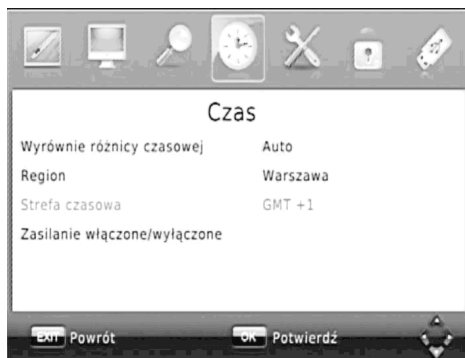 Czas
Wyrównie różnicy czasowej Auto
Region Warszawa
Strefa czasowa GMT +1
Zasilanie włączone/wyłączone
EXIT Powrót OK Potwierdź